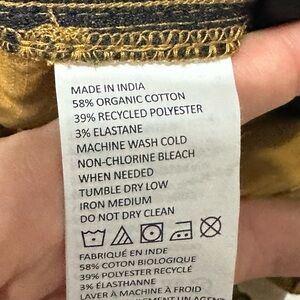 MADE IN INDIA
58% ORGANIC COTTON
39% RECYCLED POLYESTER
3% ELASTANE
MACHINE WASH COLD
NON-CHLORINE BLEACH
WHEN NEEDED
TUMBLE DRY LOW
IRON MEDIUM
DO NOT DRY CLEAN
FABRIQUÉ EN INDE
58% COTON BIOLOGIQUE
39% POLYESTER RECYCLÉ
3% ÉLASTHANNE
LAVER À MACHINE À FROID
UN AGENT